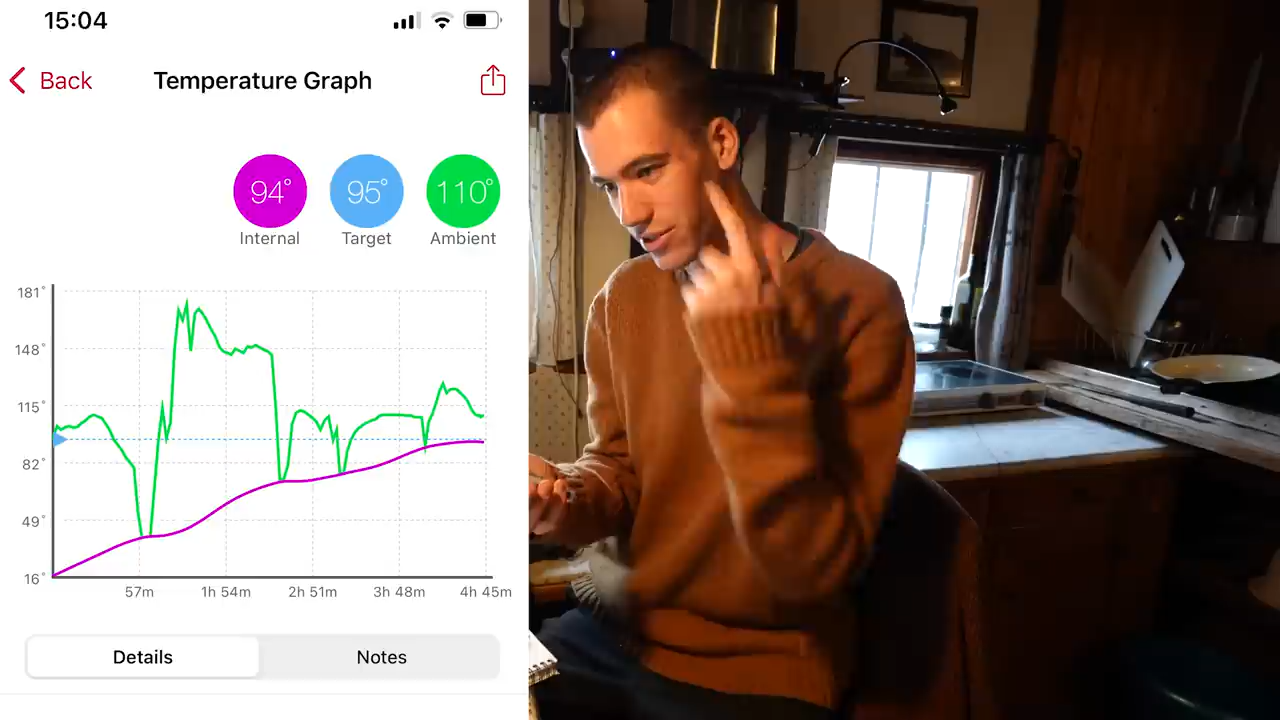 15:04
Back
Temperature Graph
94°
95°
110°
Internal
Target
Ambient
181°
148°
115°
82°
49°
16°
57m
1h 54m
2h 51m
3h 48m
4h 45m
Details
Notes